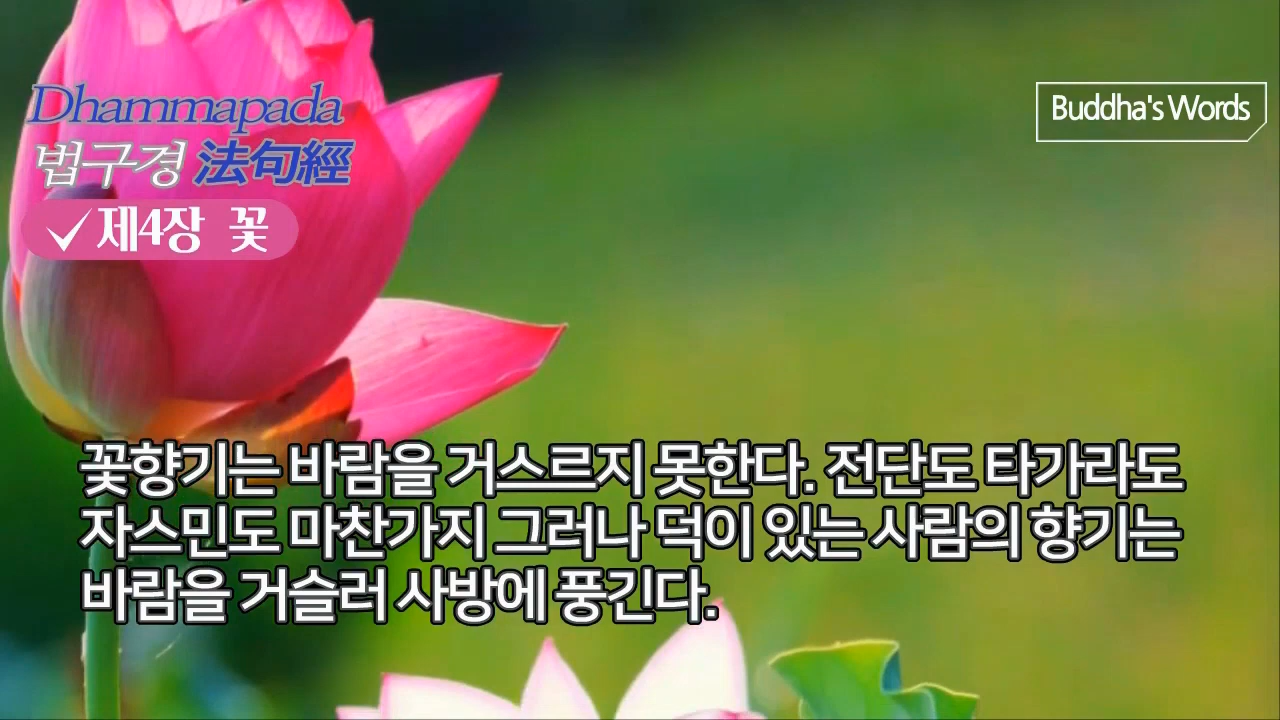 Dhammapada
법구경 法句經
제4장 꽃
Buddha's Words
꽃향기는 바람을 거스르지 못한다. 전단도 타가라도
자스민도 마찬가지 그러나 덕이 있는 사람의 향기는
바람을 거슬러 사방에 풍긴다.